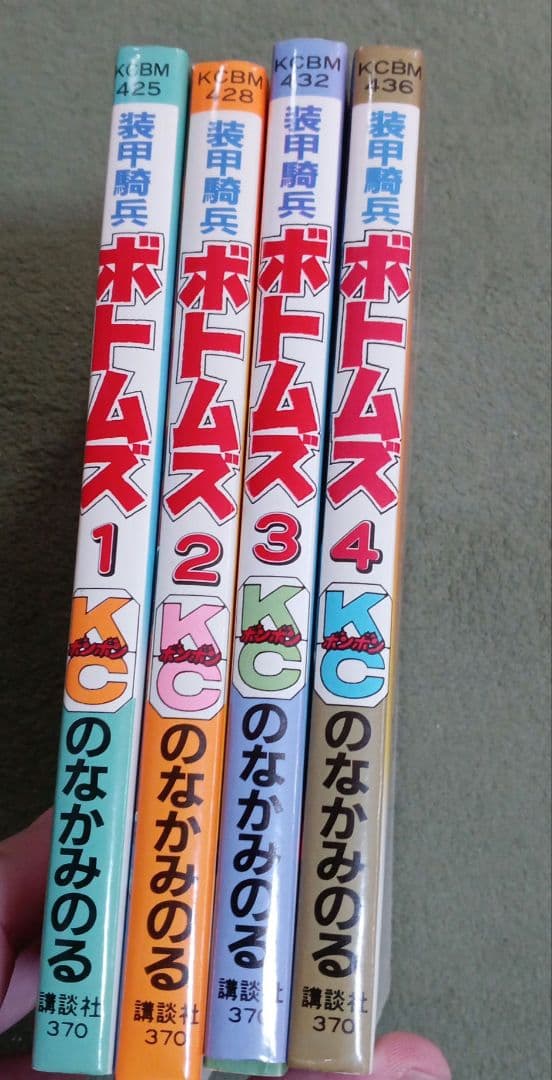 KCBM
425
装甲騎兵
ボトムズ
1
KC
ボンボン
のなかみのる
講談社
370
KCBM
428
装甲騎兵
ボトムズ
2
KC
ボンボン
のなかみのる
講談社
370
KCBM
432
装甲騎兵
ボトムズ
3
KC
ボンボン
のなかみのる
講談社
370
KCBM
436
装甲騎兵
ボトムズ
4
KC
ボンボン
のなかみのる
講談社
370